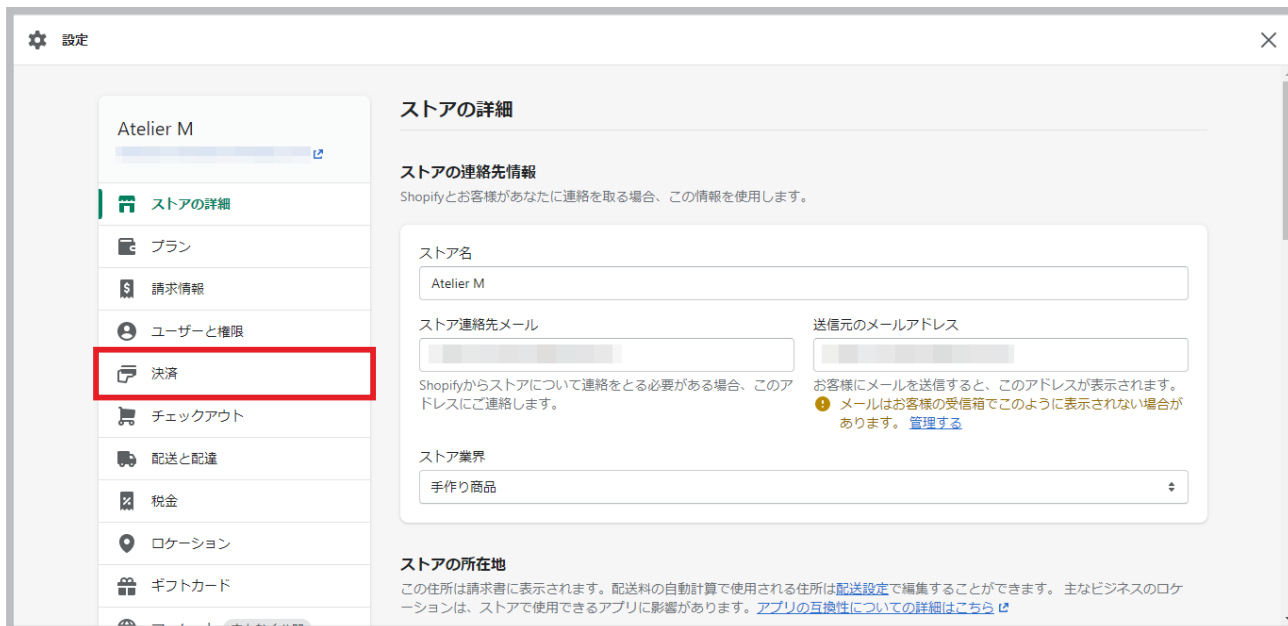 設定
Atelier M
ストアの詳細
プラン
請求情報
ユーザーと権限
決済
チェックアウト
配送と配達
税金
ロケーション
ギフトカード
ストアの詳細
ストアの連絡先情報
Shopifyとお客様があなたに連絡を取る場合、この情報を使用します。
ストア名
Atelier M
ストア連絡先メール
送信元のメールアドレス
Shopifyからストアについて連絡をとる必要がある場合、このア
ドレスにご連絡します。
お客様にメールを送信すると、このアドレスが表示されます。
メールはお客様の受信箱でこのように表示されない場合が
あります。 管理する
ストア業界
手作り商品
ストアの所在地
この住所は請求書に表示されます。配送料の自動計算で使用される住所は配送設定で編集することができます。 主なビジネスのロケ
ーションは、ストアで使用できるアプリに影響があります。アプリの互換性についての詳細はこちら